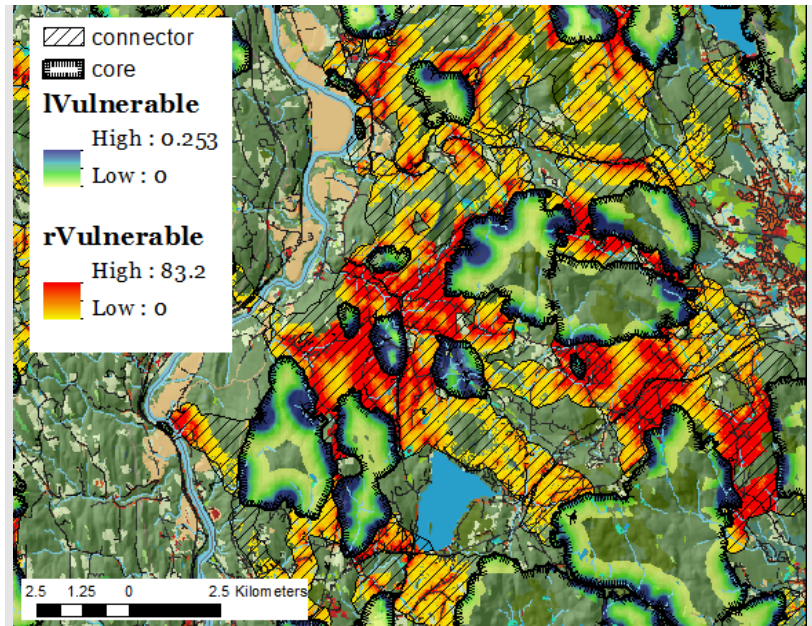 connector
core
lVulnerable
High : 0.253
Low : 0
rVulnerable
High : 83.2
Low : 0
2.5 1.25 0 2.5 Kilometers